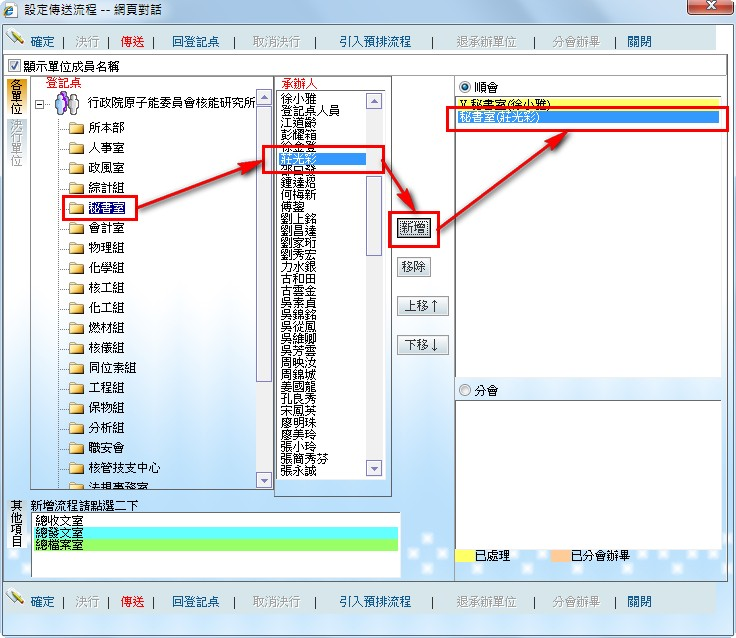 設定傳送流程 -- 網頁對話
確定 | 決行 | 傳送 | 回登記桌 | 取消決行 | 引入預排流程 | 退承辦單位 | 分會辦畢 | 關閉
顯示單位成員名稱
各單位
決行單位
登記桌
行政院原子能委員會核能研究所
所本部
人事室
政風室
綜計組
秘書室
會計室
物理組
化學組
核工組
化工組
燃材組
核儀組
同位素組
工程組
保物組
分析組
職安會
核管技支中心
法規事務室
承辦人
徐小雅
登記桌人員
江道齡
彭儷箱
徐金登
莊光彩
鍾達炤
何梅新
傅鋆
劉上銘
劉昌達
劉家珩
劉秀宏
力水銀
古和田
古雲金
吳素貞
吳錦銘
吳從鳳
吳維卿
吳芳雲
周映汝
周錦城
姜國龍
孔良秀
宋鳳英
廖明珠
廖美玲
張小玲
張簡秀芬
張永誠
新增
移除
上移↑
下移↓
順會
V 秘書室(徐小雅)
秘書室(莊光彩)
分會
已處理
已分會辦畢
其他項目
新增流程請點選二下
總收文室
總發文室
總檔案室
確定 | 決行 | 傳送 | 回登記桌 | 取消決行 | 引入預排流程 | 退承辦單位 | 分會辦畢 | 關閉